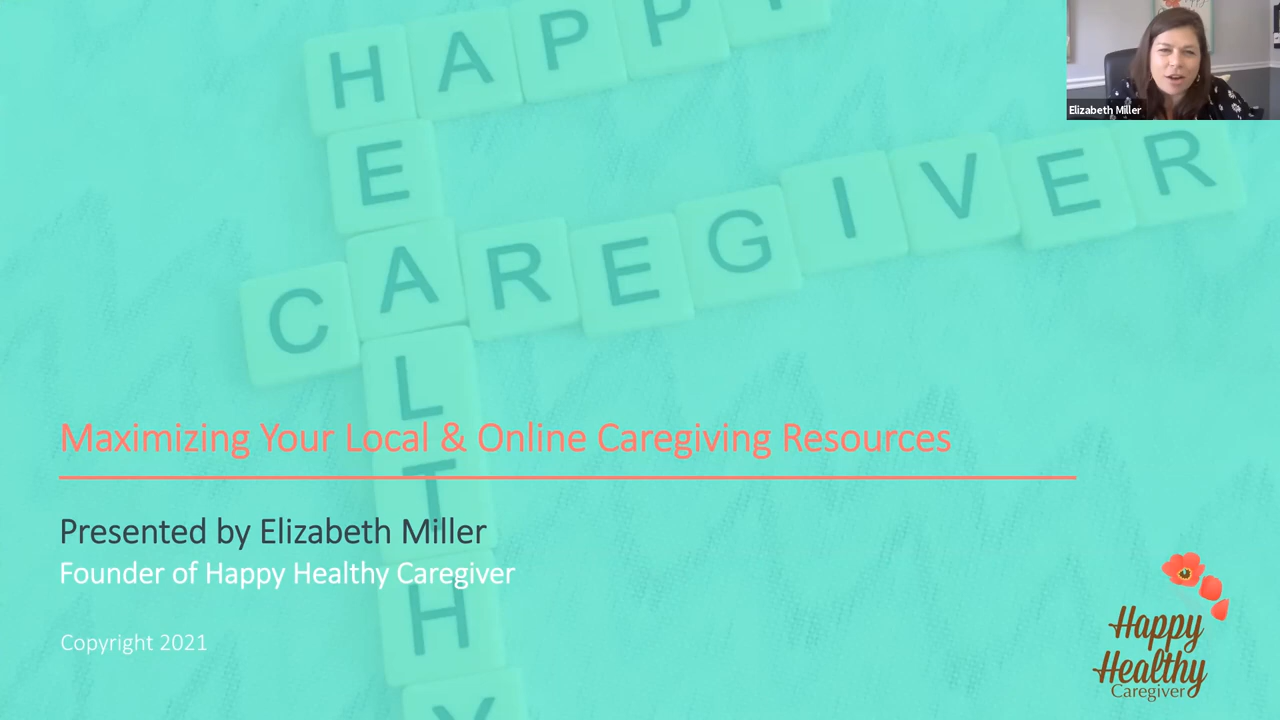 HAPPY
Elizabeth Miller
HEALTHY
CAREGIVER
Maximizing Your Local & Online Caregiving Resources
Presented by Elizabeth Miller
Founder of Happy Healthy Caregiver
Copyright 2021
Happy
Healthy
Caregiver